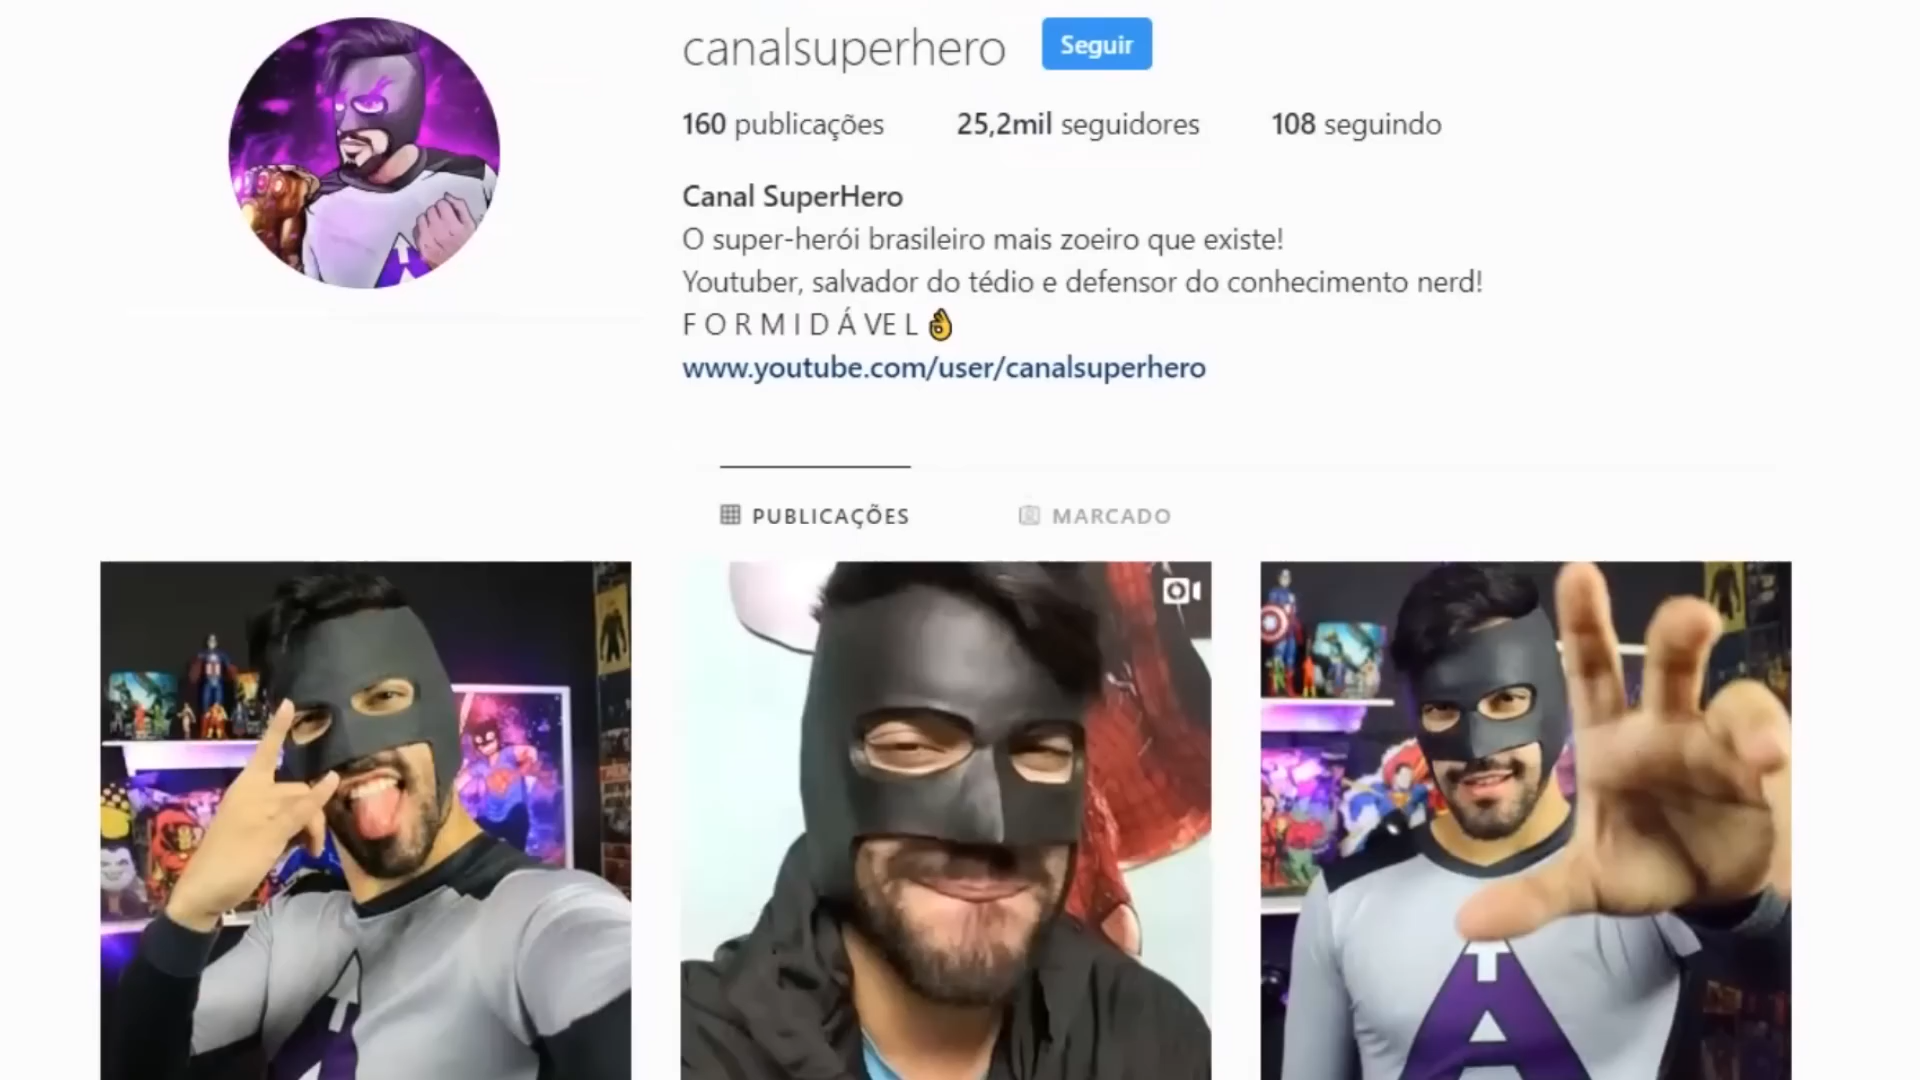 canalsuperhero Seguir
160 publicações 25,2mil seguidores 108 seguindo
Canal SuperHero
O super-herói brasileiro mais zoeiro que existe!
Youtuber, salvador do tédio e defensor do conhecimento nerd!
F O R M I D Á V E L 👌
www.youtube.com/user/canalsuperhero
PUBLICAÇÕES MARCADO